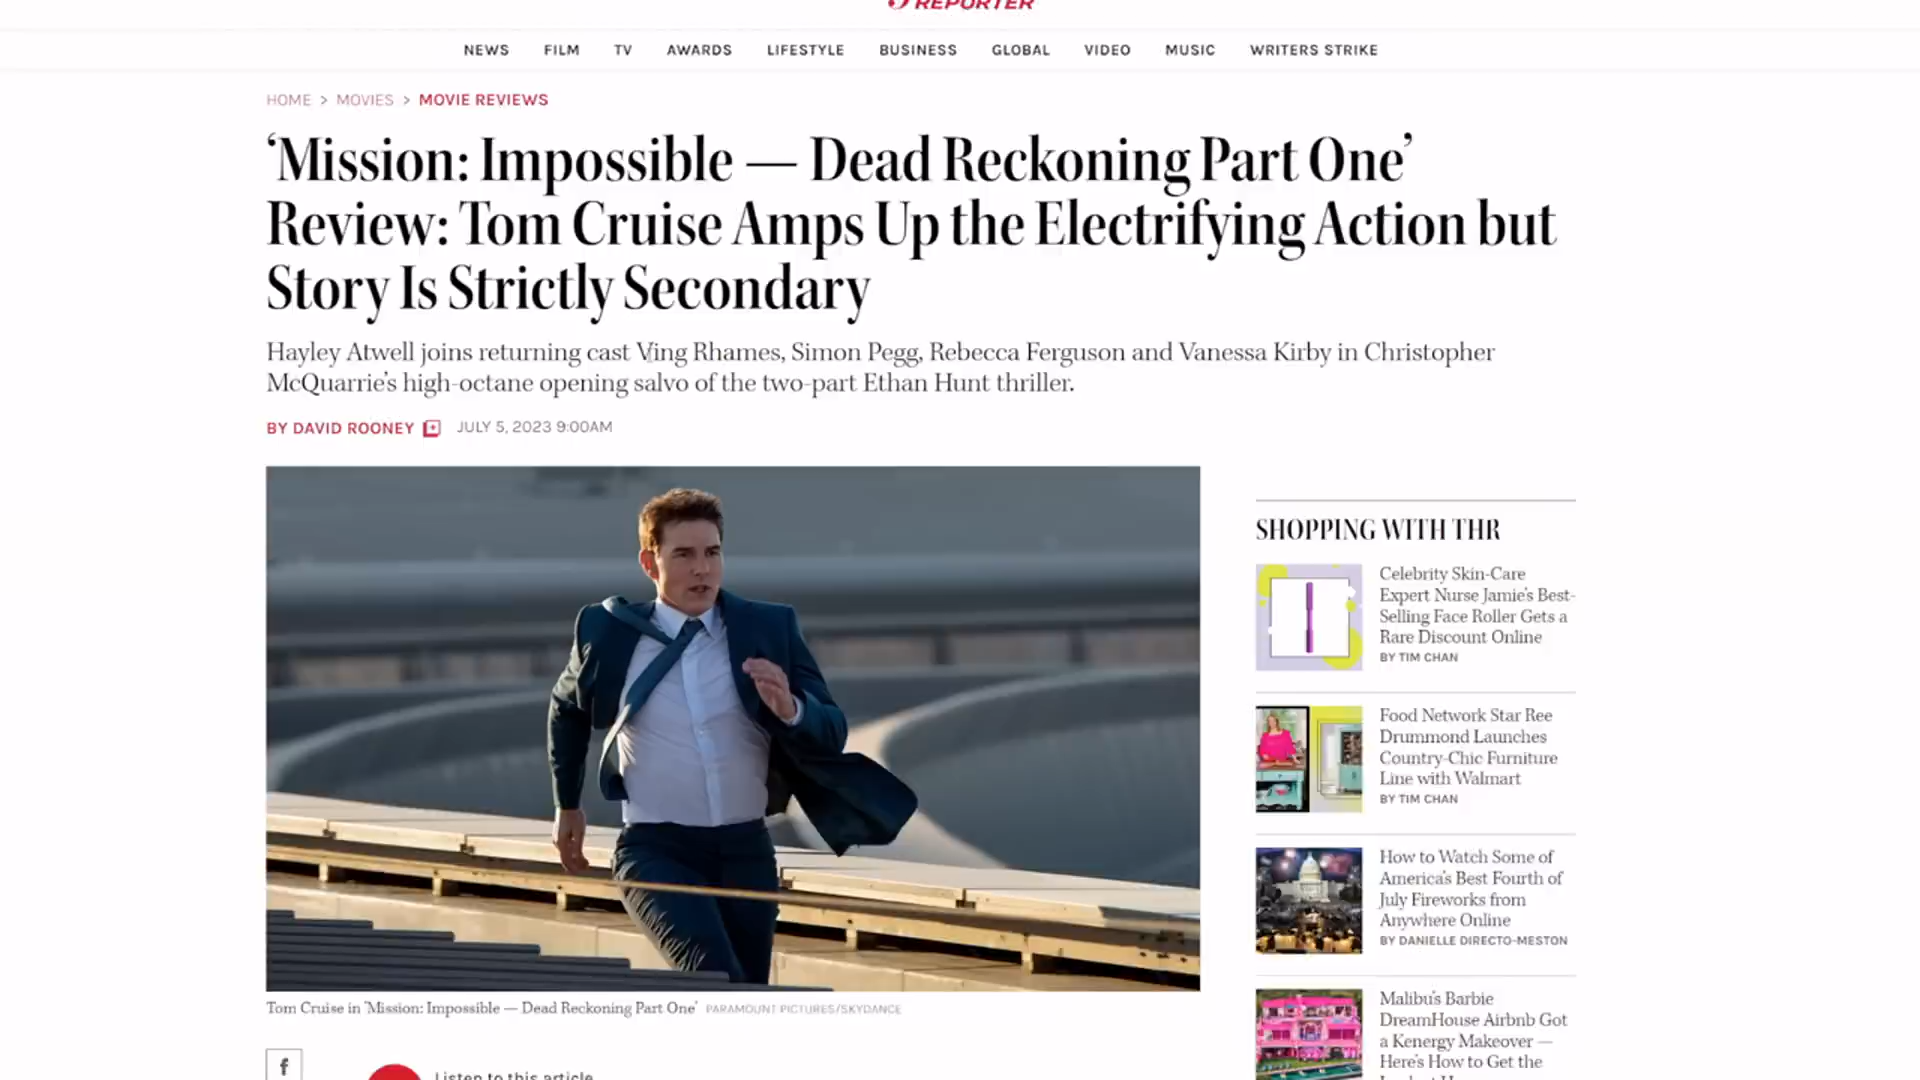 REPORTER
NEWS FILM TV AWARDS LIFESTYLE BUSINESS GLOBAL VIDEO MUSIC WRITERS STRIKE
HOME > MOVIES > MOVIE REVIEWS
‘Mission: Impossible — Dead Reckoning Part One’
Review: Tom Cruise Amps Up the Electrifying Action but
Story Is Strictly Secondary
Hayley Atwell joins returning cast Ving Rhames, Simon Pegg, Rebecca Ferguson and Vanessa Kirby in Christopher
McQuarrie’s high-octane opening salvo of the two-part Ethan Hunt thriller.
BY DAVID ROONEY JULY 5, 2023 9:00AM
Tom Cruise in ‘Mission: Impossible — Dead Reckoning Part One’ PARAMOUNT PICTURES/SKYDANCE
f
Listen to this article
SHOPPING WITH THR
Celebrity Skin-Care
Expert Nurse Jamie’s Best-
Selling Face Roller Gets a
Rare Discount Online
BY TIM CHAN
Food Network Star Ree
Drummond Launches
Country-Chic Furniture
Line with Walmart
BY TIM CHAN
How to Watch Some of
America’s Best Fourth of
July Fireworks from
Anywhere Online
BY DANIELLE DIRECTO-MESTON
Malibu’s Barbie
DreamHouse Airbnb Got
a Kenergy Makeover —
Here’s How to Get the